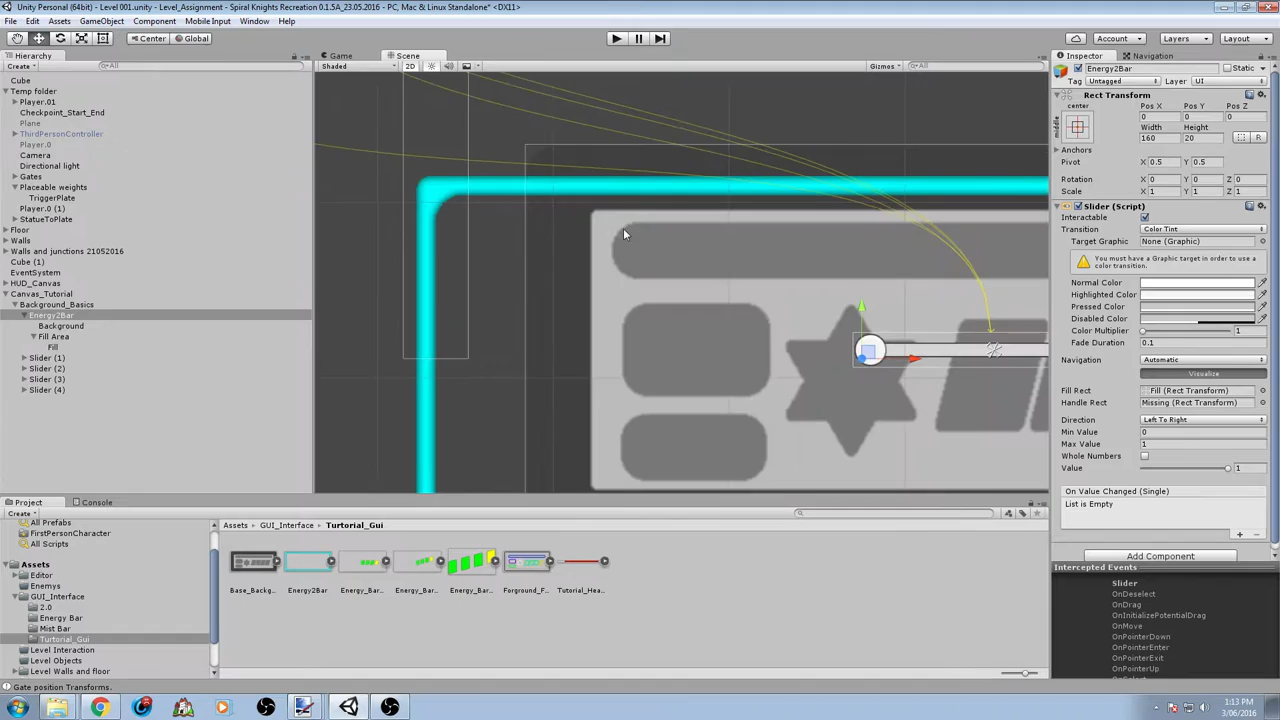 Unity Personal (64bit) - Level 001.unity - Level_Assignment - Spiral Knights Recreation 0.1.5A_23.05.2016 - PC, Mac & Linux Standalone* <DX11>
File Edit Assets GameObject Component Mobile Input Window Help
Center Global Account Layers Layout
Hierarchy Game Scene Inspector Navigation
Create All Shaded 2D Gizmos All
Energy2Bar Static
Tag Untagged Layer UI
Cube
Temp folder
Player.01
Checkpoint_Start_End
Plane
ThirdPersonController
Player.0
Camera
Directional light
Gates
Placeable weights
TriggerPlate
Player.0 (1)
StatueToPlate
Floor
Walls
Walls and junctions 21052016
Cube (1)
EventSystem
HUD_Canvas
Canvas_Tutorial
Background_Basics
Energy2Bar
Background
Fill Area
Fill
Slider (1)
Slider (2)
Slider (3)
Slider (4)
Rect Transform
center Pos X Pos Y Pos Z
middle 0 0 0
Width Height
160 20 R
Anchors
Pivot X 0.5 Y 0.5
Rotation X 0 Y 0 Z 0
Scale X 1 Y 1 Z 1
Slider (Script)
Interactable
Transition Color Tint
Target Graphic None (Graphic)
You must have a Graphic target in order to use a
color transition.
Normal Color
Highlighted Color
Pressed Color
Disabled Color
Color Multiplier 1
Fade Duration 0.1
Navigation Automatic
Visualize
Fill Rect Fill (Rect Transform)
Handle Rect Missing (Rect Transform)
Direction Left To Right
Min Value 0
Max Value 1
Whole Numbers
Value 1
On Value Changed (Single)
List is Empty
Add Component
Intercepted Events
Slider
OnDeselect
OnDrag
OnInitializePotentialDrag
OnMove
OnPointerDown
OnPointerEnter
OnPointerExit
OnPointerUp
Project Console
Create
All Prefabs
FirstPersonCharacter
All Scripts
Assets
Editor
Enemys
GUI_Interface
2.0
Energy Bar
Mist Bar
Turtorial_Gui
Level Interaction
Level Objects
Level Walls and floor
Assets GUI_Interface Turtorial_Gui
Base_Backg... Energy2Bar Energy_Bar... Energy_Bar... Energy_Bar... Forground_F... Tutorial_Hea...
Gate position Transforms.
1:13 PM
3/06/2016